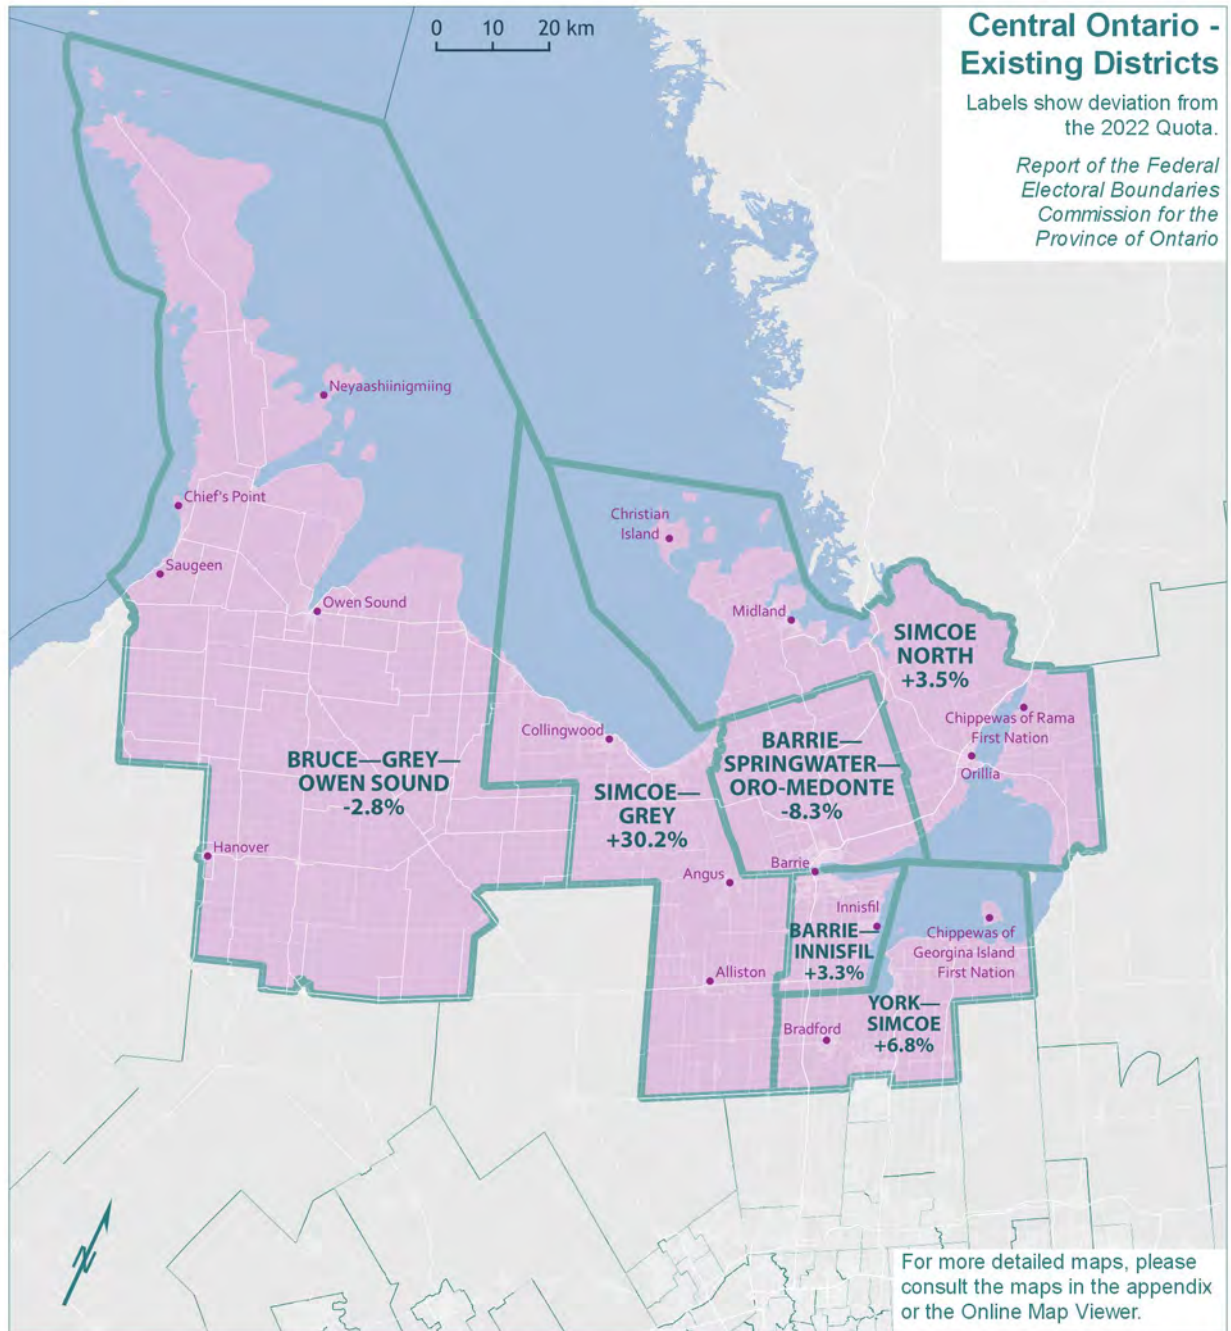 0 10 20 km
Central Ontario -
Existing Districts
Labels show deviation from
the 2022 Quota.
Report of the Federal
Electoral Boundaries
Commission for the
Province of Ontario
Neyaashiinigmiing
Chief's Point
Christian
Island
Saugeen
Owen Sound
Midland
SIMCOE
NORTH
+3.5%
Chippewas of Rama
First Nation
Collingwood
BARRIE—
SPRINGWATER—
ORO-MEDONTE
-8.3%
BRUCE—GREY—
OWEN SOUND
-2.8%
Orillia
SIMCOE—
GREY
+30.2%
Hanover
Barrie
Angus
Innisfil
BARRIE—
INNISFIL
+3.3%
Chippewas of
Georgina Island
First Nation
Alliston
YORK—
SIMCOE
+6.8%
Bradford
N
For more detailed maps, please
consult the maps in the appendix
or the Online Map Viewer.